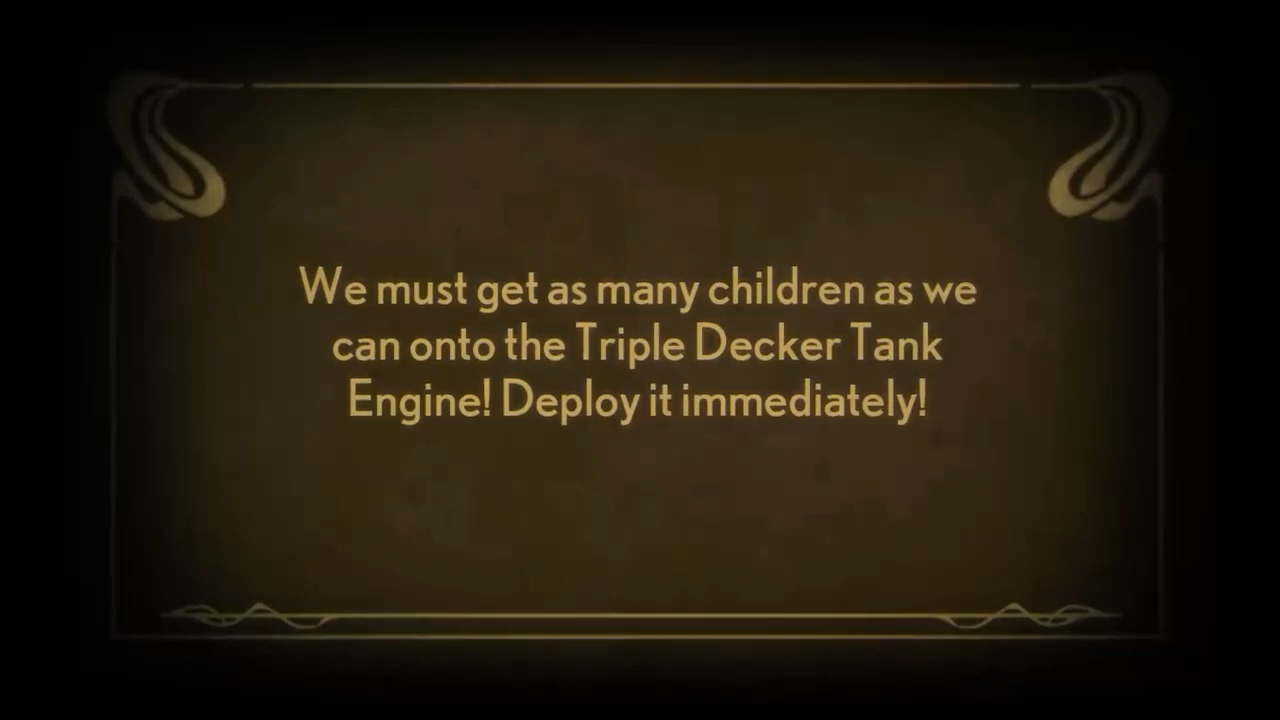 We must get as many children as we
can onto the Triple Decker Tank
Engine! Deploy it immediately!